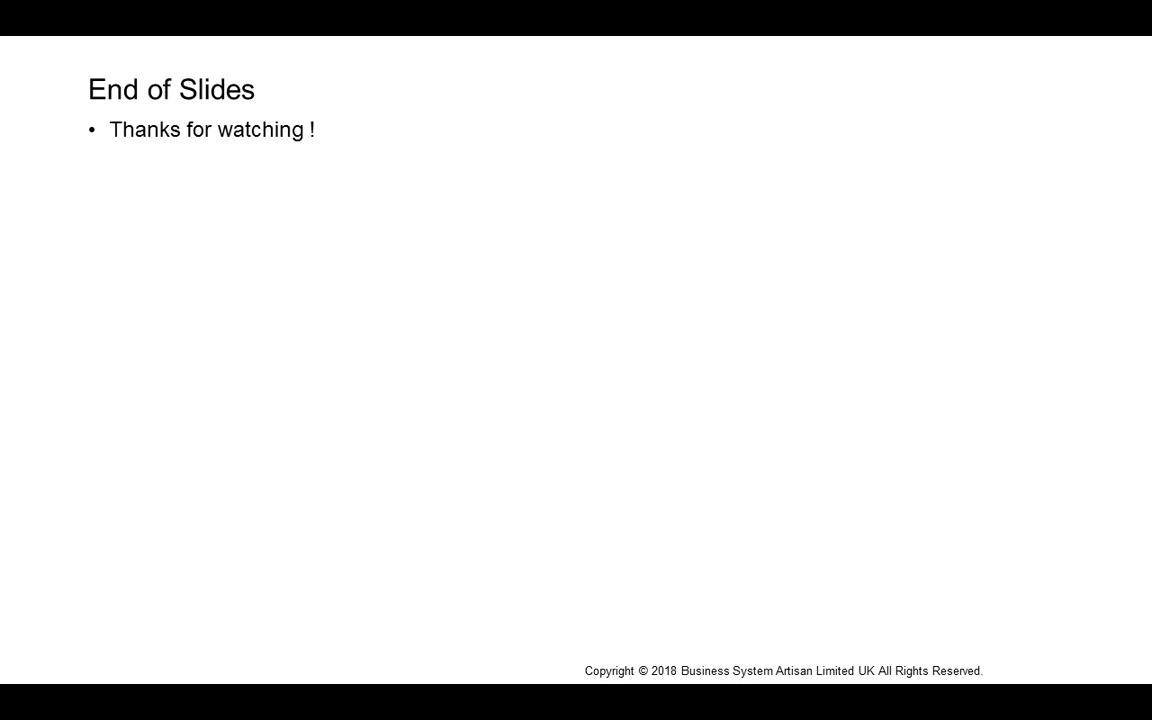 End of Slides
• Thanks for watching !
Copyright © 2018 Business System Artisan Limited UK All Rights Reserved.